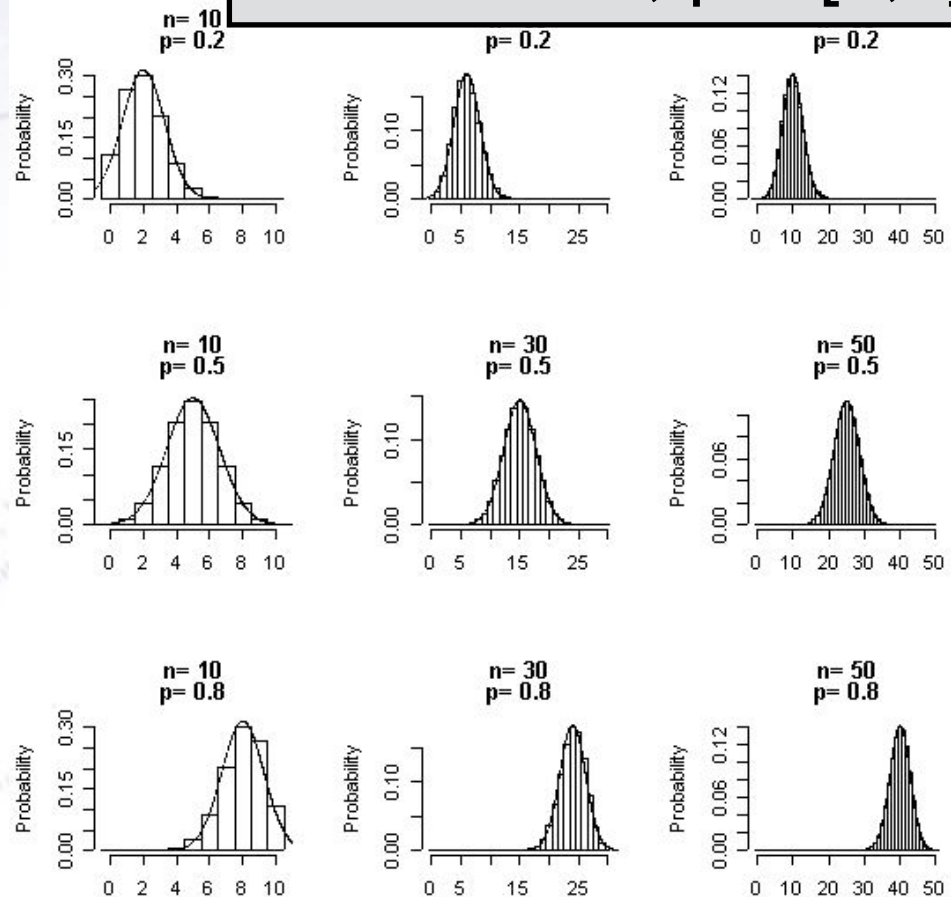 n= 10
p= 0.2
p= 0.2
p= 0.2
Probability
0.00 0.15 0.30
0 2 4 6 8 10
Probability
0.00 0.10
0 5 15 25
Probability
0.00 0.06 0.12
0 10 20 30 40 50
n= 10
p= 0.5
n= 30
p= 0.5
n= 50
p= 0.5
Probability
0.00 0.15
0 2 4 6 8 10
Probability
0.00 0.10
0 5 15 25
Probability
0.00 0.06
0 10 20 30 40 50
n= 10
p= 0.8
n= 30
p= 0.8
n= 50
p= 0.8
Probability
0.00 0.15 0.30
0 2 4 6 8 10
Probability
0.00 0.10
0 5 15 25
Probability
0.00 0.06 0.12
0 10 20 30 40 50